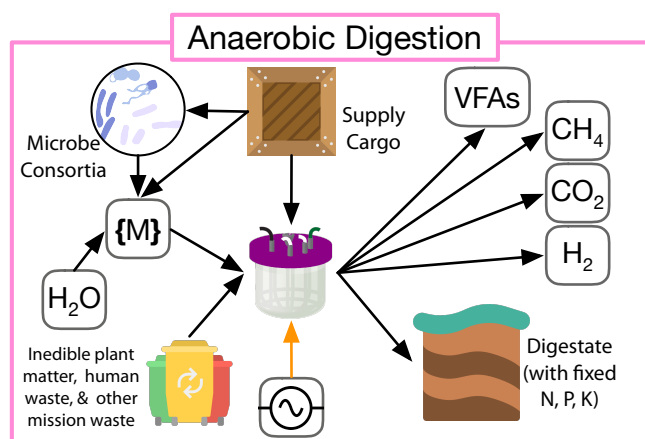 Anaerobic Digestion
Microbe
Consortia
Supply
Cargo
VFAs
CH₄
CO₂
H₂
{M}
H₂O
Inedible plant
matter, human
waste, & other
mission waste
Digestate
(with fixed
N, P, K)